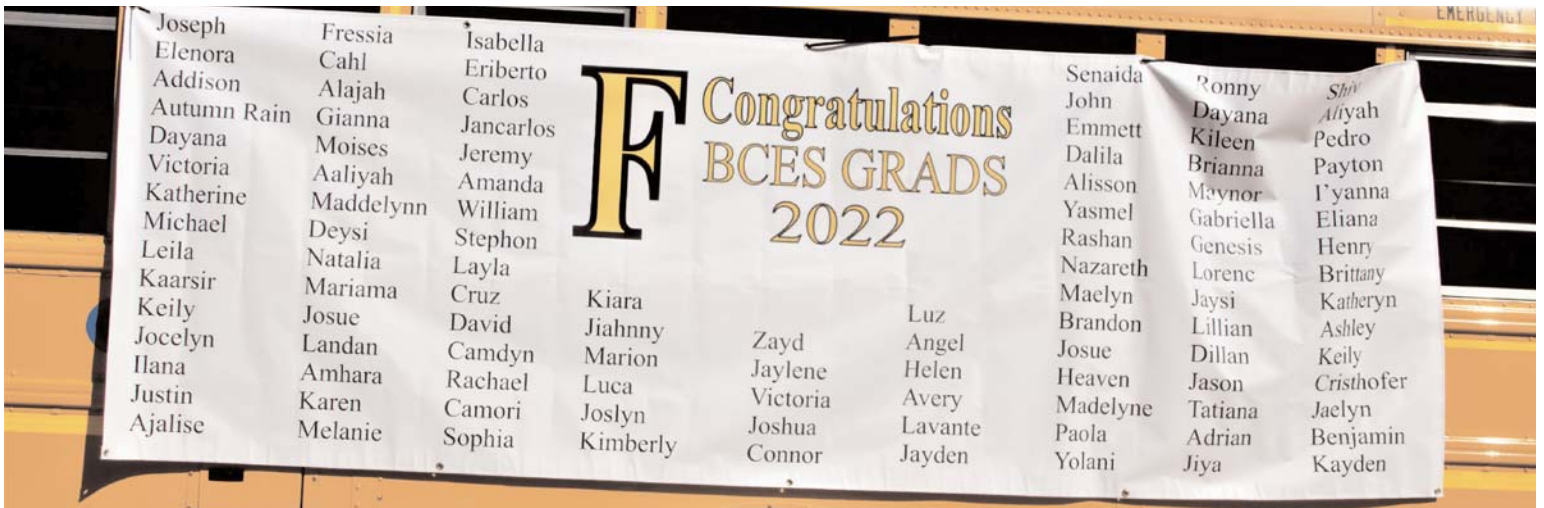 EMERGENCY
Joseph
Elenora
Addison
Autumn Rain
Dayana
Victoria
Katherine
Michael
Leila
Kaarsir
Keily
Jocelyn
Ilana
Justin
Ajalise
Fressia
Cahl
Alajah
Gianna
Moises
Aaliyah
Maddelynn
Deysi
Natalia
Mariama
Josue
Landan
Amhara
Karen
Melanie
Isabella
Eriberto
Carlos
Jancarlos
Jeremy
Amanda
William
Stephon
Layla
Cruz
David
Camdyn
Rachael
Camori
Sophia
F
Congratulations
BCES GRADS
2022
Kiara
Jiahnny
Marion
Luca
Joslyn
Kimberly
Zayd
Jaylene
Victoria
Joshua
Connor
Luz
Angel
Helen
Avery
Lavante
Jayden
Senaida
John
Emmett
Dalila
Alisson
Yasmel
Rashan
Nazareth
Maelyn
Brandon
Josue
Heaven
Madelyne
Paola
Yolani
Ronny
Dayana
Kileen
Brianna
Maynor
Gabriella
Genesis
Lorenc
Jaysi
Lillian
Dillan
Jason
Tatiana
Adrian
Jiya
Aliyah
Pedro
Payton
I'yanna
Eliana
Henry
Brittany
Katheryn
Ashley
Keily
Cristhofer
Jaelyn
Benjamin
Kayden